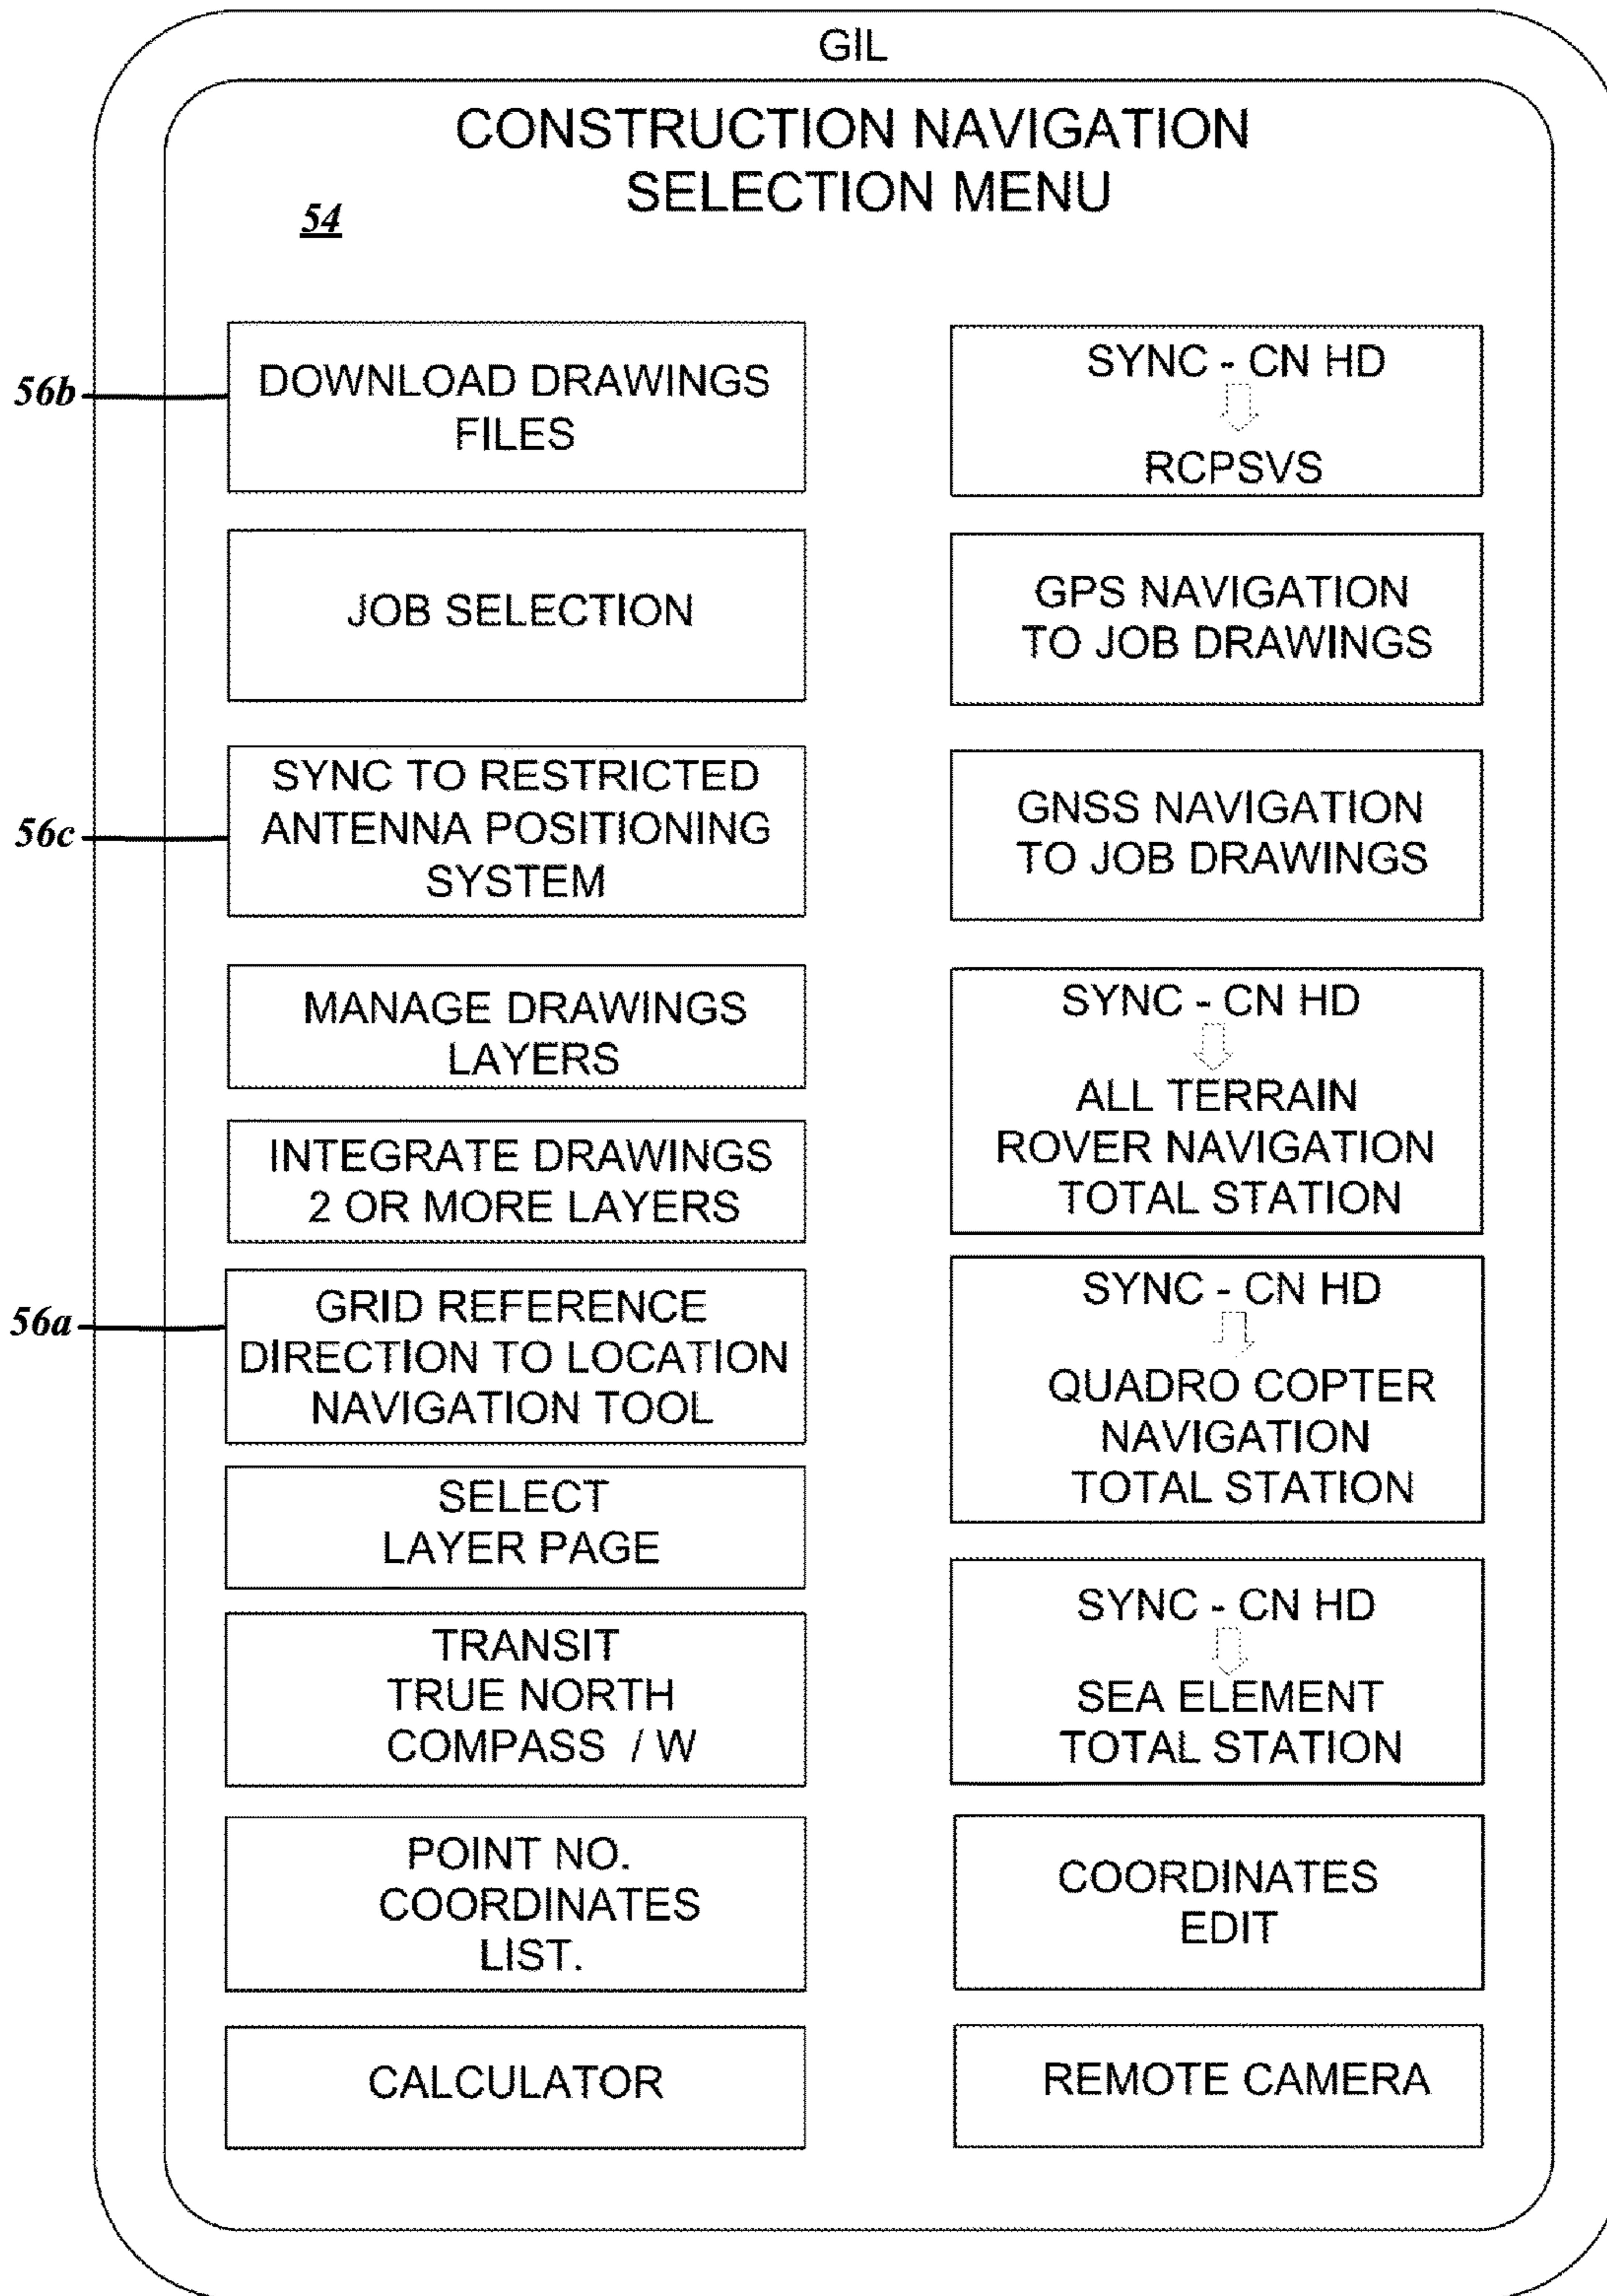 GIL
CONSTRUCTION NAVIGATION
SELECTION MENU
54
56b
DOWNLOAD DRAWINGS
FILES
JOB SELECTION
56c
SYNC TO RESTRICTED
ANTENNA POSITIONING
SYSTEM
MANAGE DRAWINGS
LAYERS
INTEGRATE DRAWINGS
2 OR MORE LAYERS
56a
GRID REFERENCE
DIRECTION TO LOCATION
NAVIGATION TOOL
SELECT
LAYER PAGE
TRANSIT
TRUE NORTH
COMPASS / W
POINT NO.
COORDINATES
LIST.
CALCULATOR
SYNC - CN HD
RCPSVS
GPS NAVIGATION
TO JOB DRAWINGS
GNSS NAVIGATION
TO JOB DRAWINGS
SYNC - CN HD
ALL TERRAIN
ROVER NAVIGATION
TOTAL STATION
SYNC - CN HD
QUADRO COPTER
NAVIGATION
TOTAL STATION
SYNC - CN HD
SEA ELEMENT
TOTAL STATION
COORDINATES
EDIT
REMOTE CAMERA